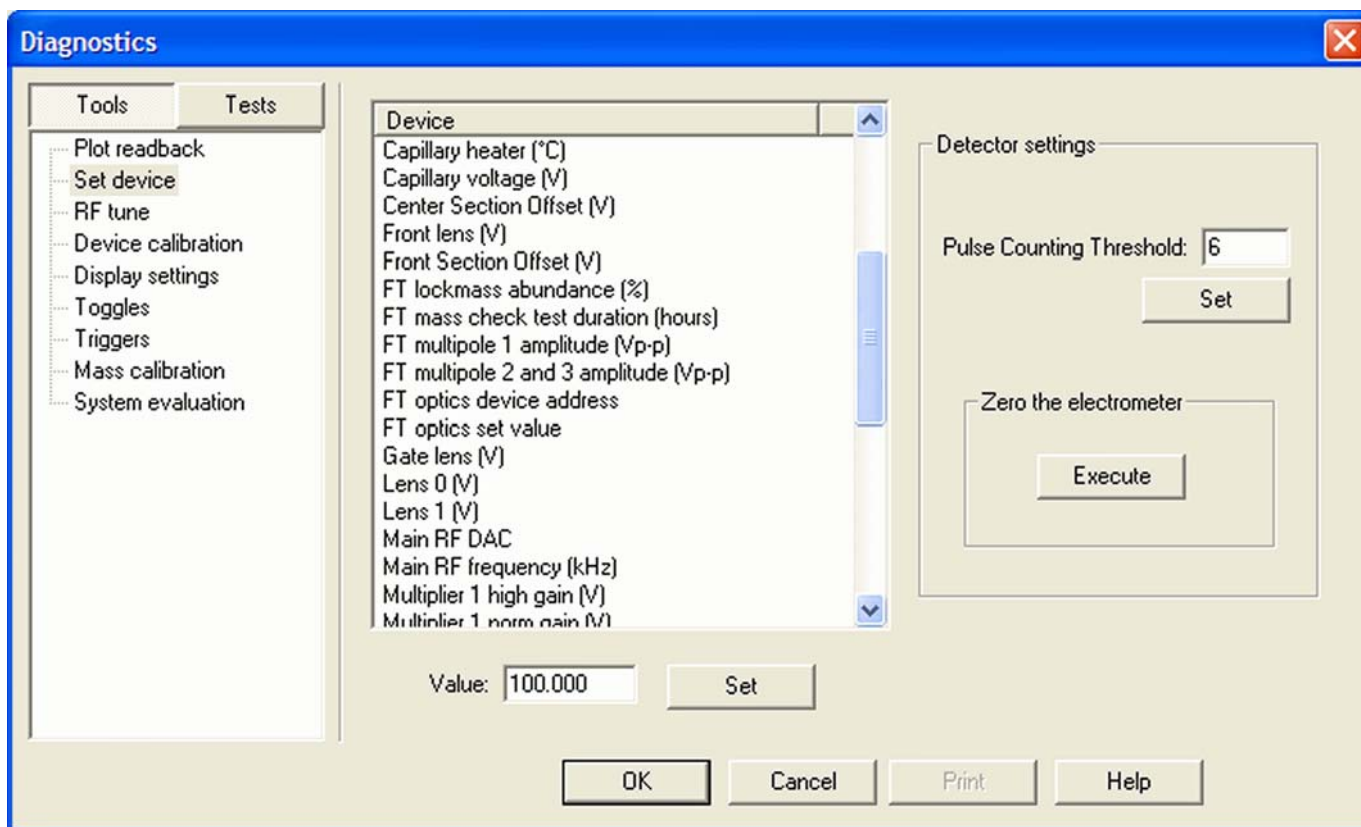 Diagnostics
Tools
Tests
Plot readback
Set device
RF tune
Device calibration
Display settings
Toggles
Triggers
Mass calibration
System evaluation
Device
Capillary heater (°C)
Capillary voltage (V)
Center Section Offset (V)
Front lens (V)
Front Section Offset (V)
FT lockmass abundance (%)
FT mass check test duration (hours)
FT multipole 1 amplitude (Vp-p)
FT multipole 2 and 3 amplitude (Vp-p)
FT optics device address
FT optics set value
Gate lens (V)
Lens 0 (V)
Lens 1 (V)
Main RF DAC
Main RF frequency (kHz)
Multiplier 1 high gain (V)
Multiplier 1 norm gain (V)
Value: 100.000
Set
Detector settings
Pulse Counting Threshold: 6
Set
Zero the electrometer
Execute
OK
Cancel
Print
Help